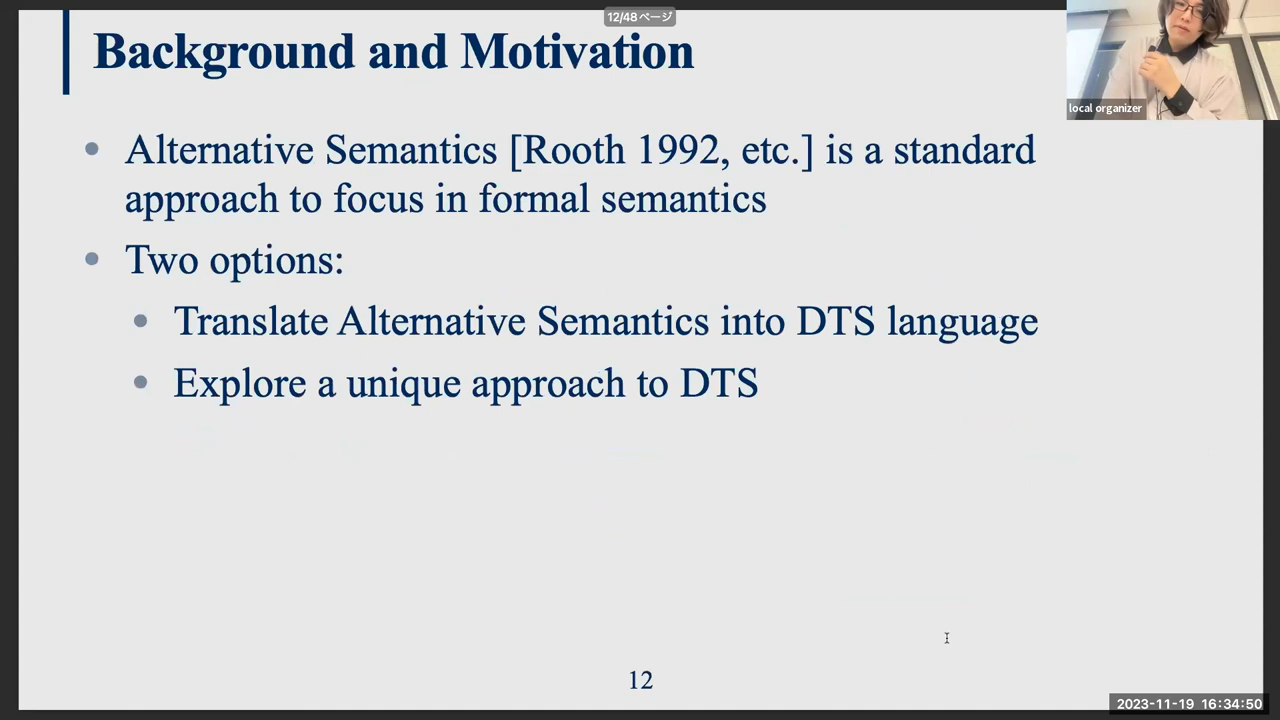 12/48ページ
Background and Motivation
local organizer
Alternative Semantics [Rooth 1992, etc.] is a standard
approach to focus in formal semantics
Two options:
Translate Alternative Semantics into DTS language
Explore a unique approach to DTS
12
2023-11-19 16:34:50